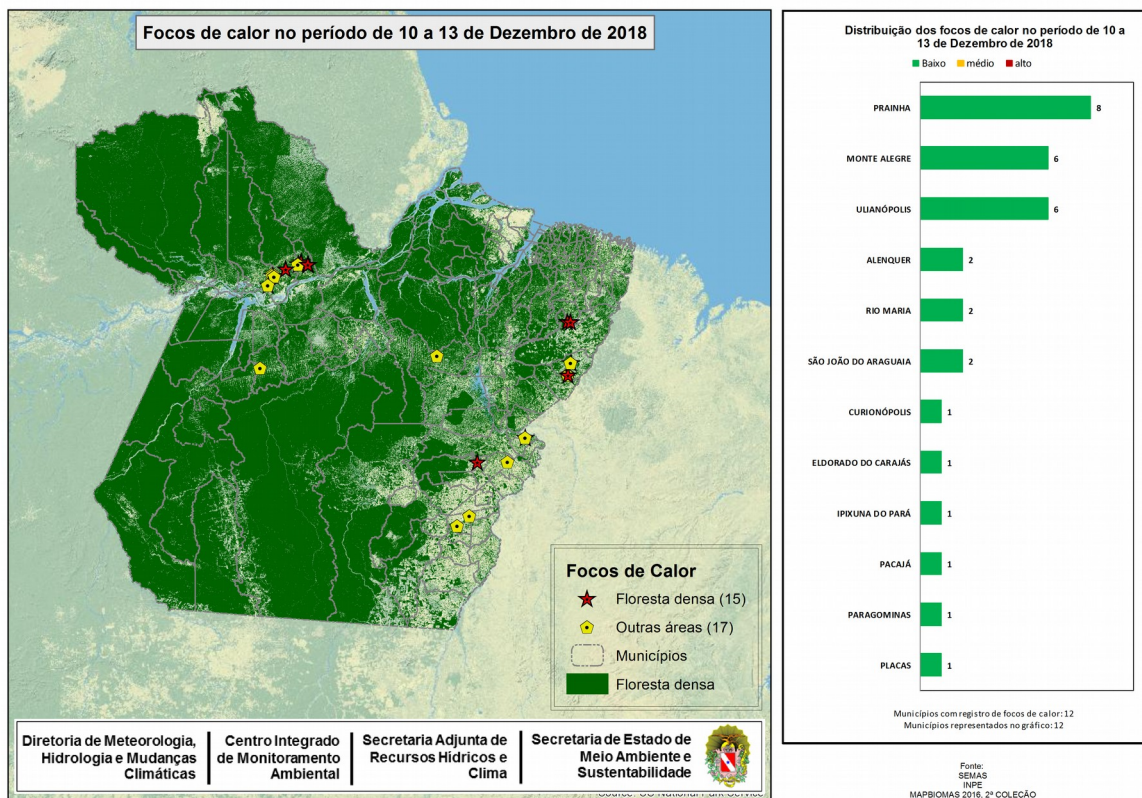 Focos de calor no período de 10 a 13 de Dezembro de 2018
Focos de Calor
Floresta densa (15)
Outras áreas (17)
Municípios
Floresta densa
Diretoria de Meteorologia,
Hidrologia e Mudanças
Climáticas
Centro Integrado
de Monitoramento
Ambiental
Secretaria Adjunta de
Recursos Hídricos e
Clima
Secretaria de Estado de
Meio Ambiente e
Sustentabilidade
Source: US National Park Service
Distribuição dos focos de calor no período de 10 a
13 de Dezembro de 2018
Baixo médio alto
PRAINHA 8
MONTE ALEGRE 6
ULIANÓPOLIS 6
ALENQUER 2
RIO MARIA 2
SÃO JOÃO DO ARAGUAIA 2
CURIONÓPOLIS 1
ELDORADO DO CARAJÁS 1
IPIXUNA DO PARÁ 1
PACAJÁ 1
PARAGOMINAS 1
PLACAS 1
Municípios com registro de focos de calor: 12
Municípios representados no gráfico: 12
Fonte:
SEMAS
INPE
MAPBIOMAS 2016, 2ª COLEÇÃO